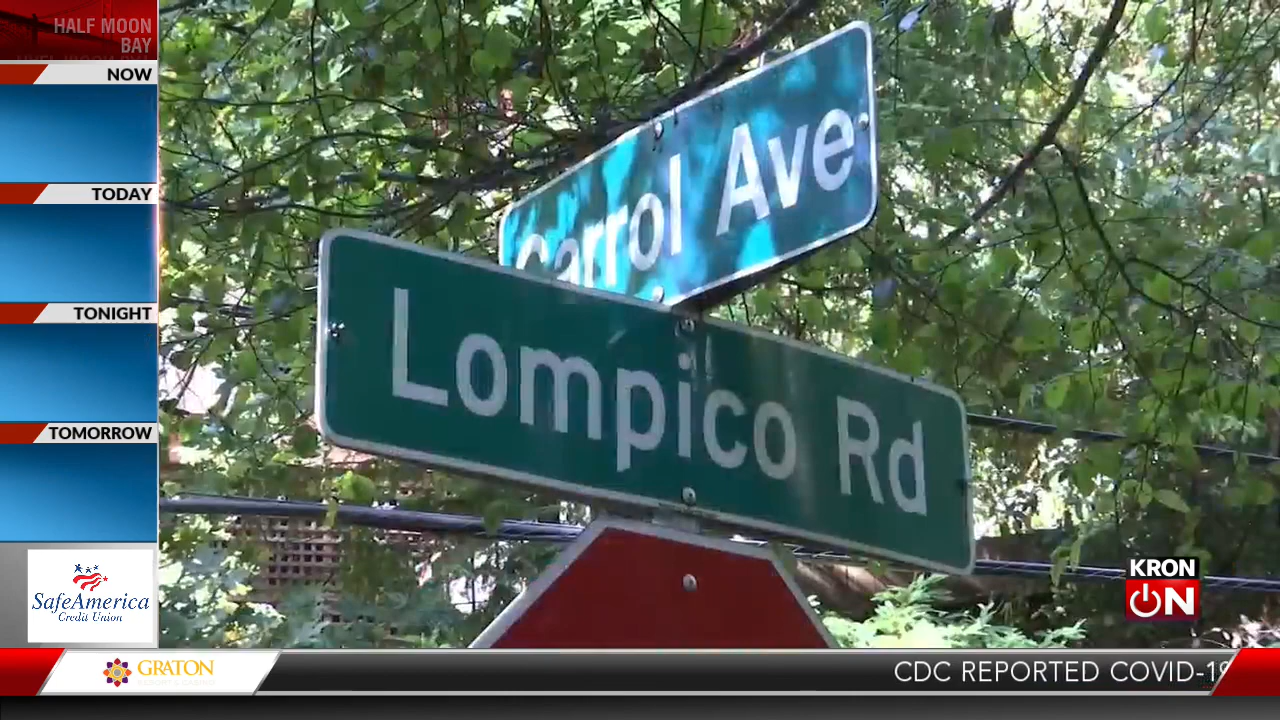 HALF MOON
BAY
NOW
TODAY
TONIGHT
TOMORROW
SafeAmerica
Credit Union
Carrol Ave
Lompico Rd
KRON
ON
GRATON
CDC REPORTED COVID-19